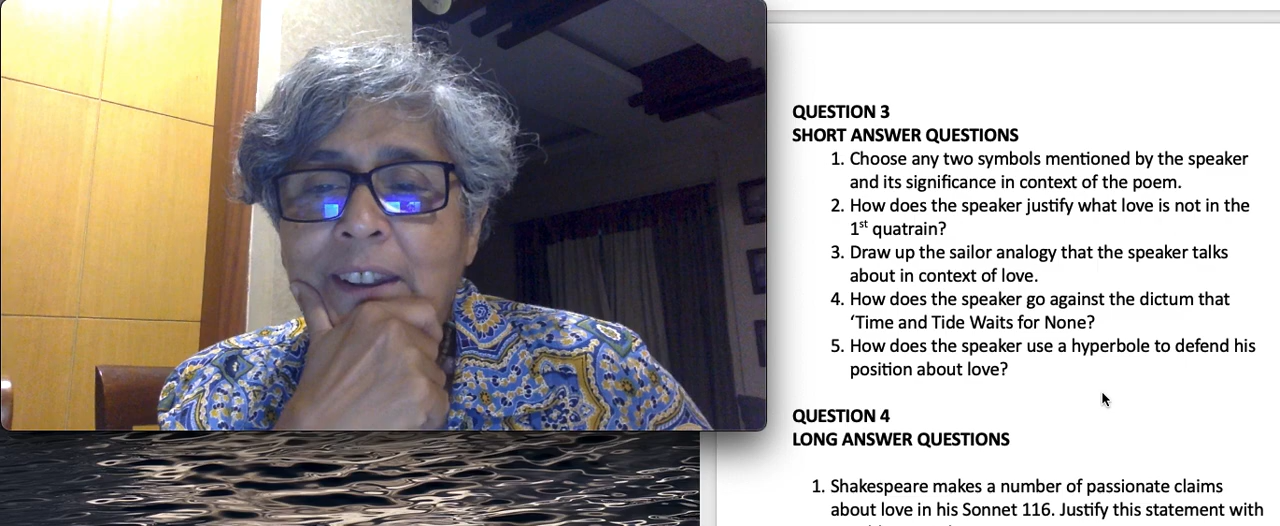 QUESTION 3
SHORT ANSWER QUESTIONS
1. Choose any two symbols mentioned by the speaker
and its significance in context of the poem.
2. How does the speaker justify what love is not in the
1st quatrain?
3. Draw up the sailor analogy that the speaker talks
about in context of love.
4. How does the speaker go against the dictum that
‘Time and Tide Waits for None?
5. How does the speaker use a hyperbole to defend his
position about love?
QUESTION 4
LONG ANSWER QUESTIONS
1. Shakespeare makes a number of passionate claims
about love in his Sonnet 116. Justify this statement with